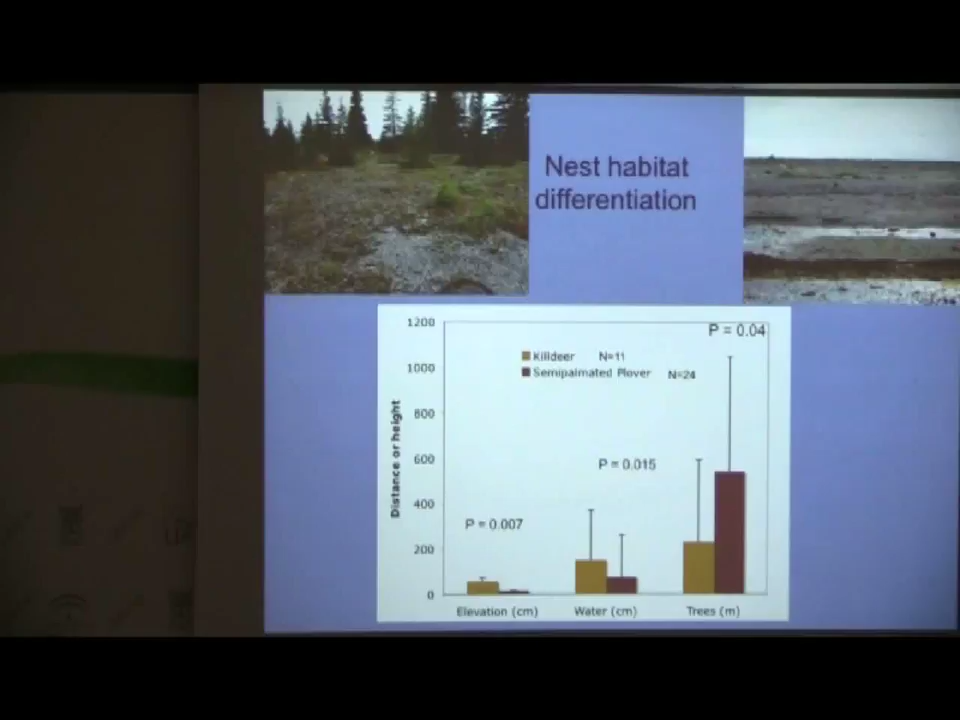 Nest habitat
differentiation
1200
P = 0.04
Killdeer N=11
1000
Semipalmated Plover N=24
800
Distance or height
600
P = 0.015
400
P = 0.007
200
0
Elevation (cm) Water (cm) Trees (m)